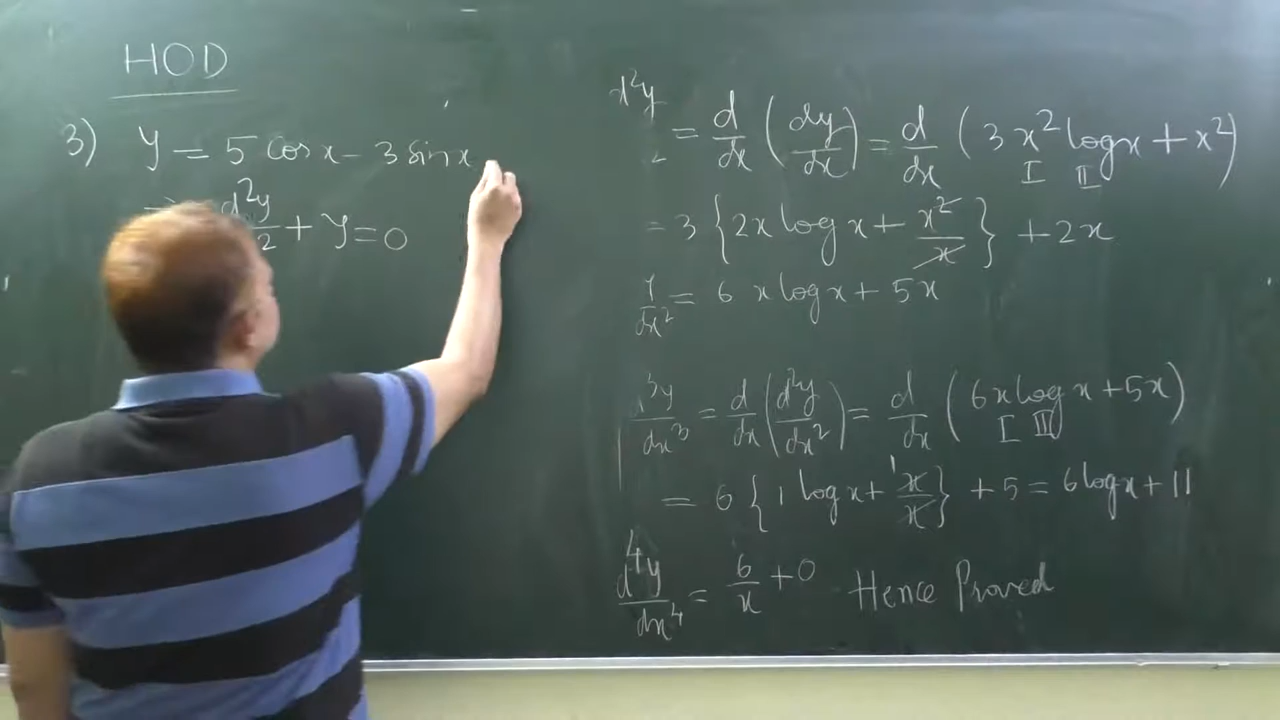 HOD
3) y = 5 cos x - 3 sin x
⇒ d²y/dx² + y = 0
d²y/dx² = d/dx (dy/dx) = d/dx (3x² log x + x²)
I II
= 3 {2x log x + x²/x} + 2x
y/dx² = 6 x log x + 5x
d³y/dx³ = d/dx (d²y/dx²) = d/dx (6x log x + 5x)
I II
= 6 {1 log x + x/x 1} + 5 = 6 log x + 11
d⁴y/dx⁴ = 6/x + 0 Hence Proved